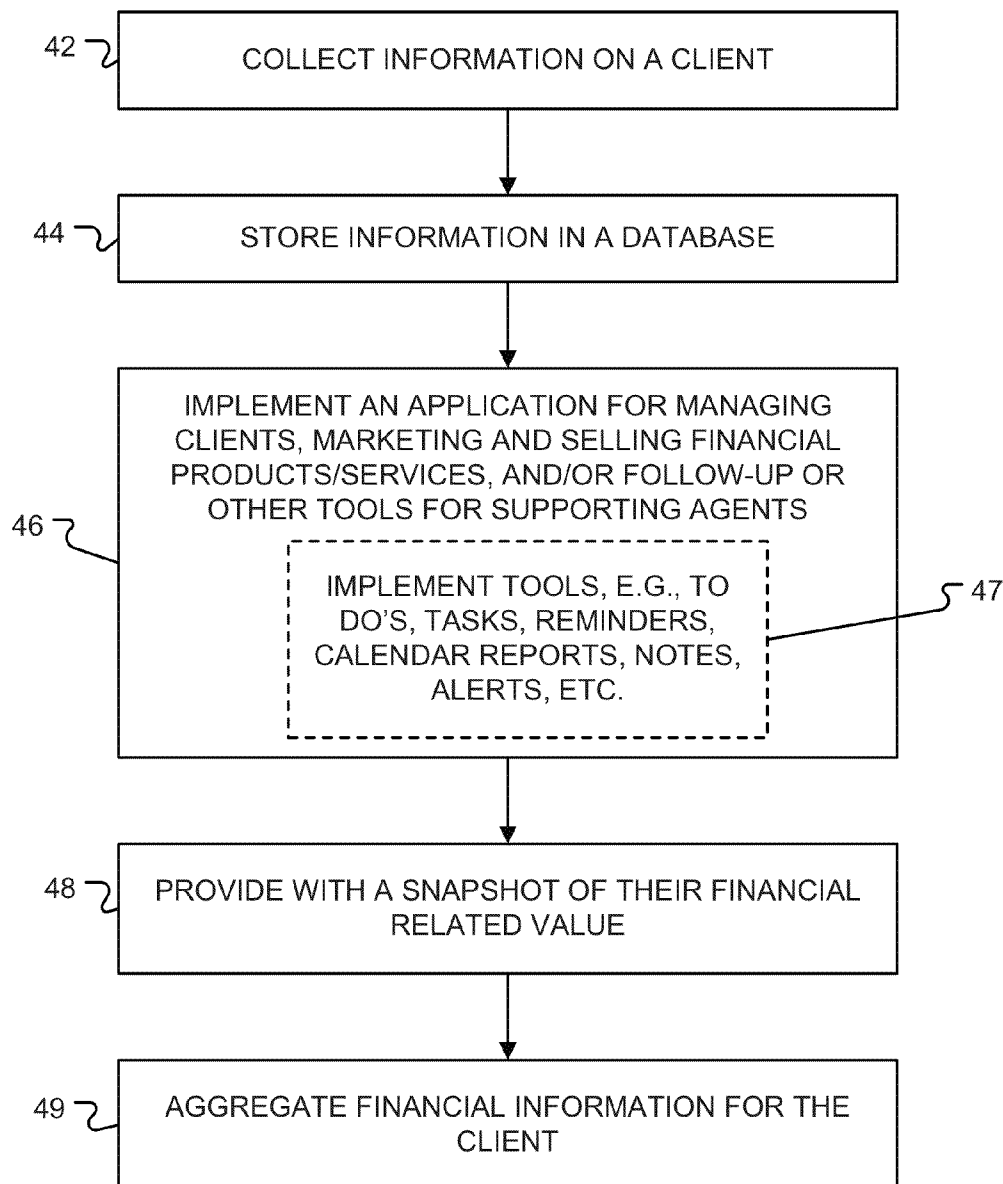 42
COLLECT INFORMATION ON A CLIENT
44
STORE INFORMATION IN A DATABASE
IMPLEMENT AN APPLICATION FOR MANAGING
CLIENTS, MARKETING AND SELLING FINANCIAL
PRODUCTS/SERVICES, AND/OR FOLLOW-UP OR
OTHER TOOLS FOR SUPPORTING AGENTS
46
IMPLEMENT TOOLS, E.G., TO
DO'S, TASKS, REMINDERS,
CALENDAR REPORTS, NOTES,
ALERTS, ETC.
47
48
PROVIDE WITH A SNAPSHOT OF THEIR FINANCIAL
RELATED VALUE
49
AGGREGATE FINANCIAL INFORMATION FOR THE
CLIENT